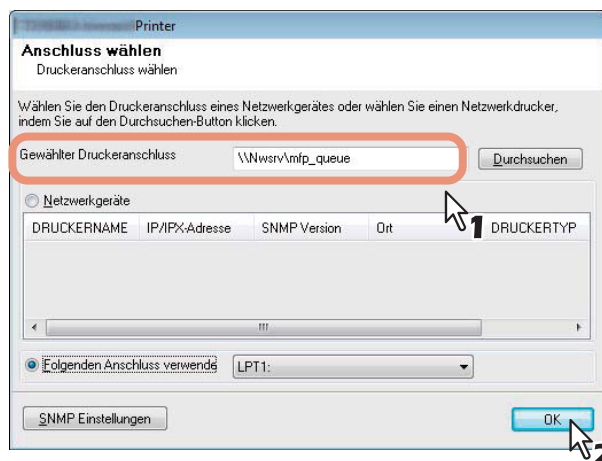 Printer
Anschluss wählen
Druckeranschluss wählen
Wählen Sie den Druckeranschluss eines Netzwerkgerätes oder wählen Sie einen Netzwerkdrucker,
indem Sie auf den Durchsuchen-Button klicken.
Gewählter Druckeranschluss \\Nwsrv\mfp_queue Durchsuchen
Netzwerkgeräte
DRUCKERNAME IP/IPX-Adresse SNMP Version Ort DRUCKERTYP
1
Folgenden Anschluss verwende LPT1:
SNMP Einstellungen OK
2